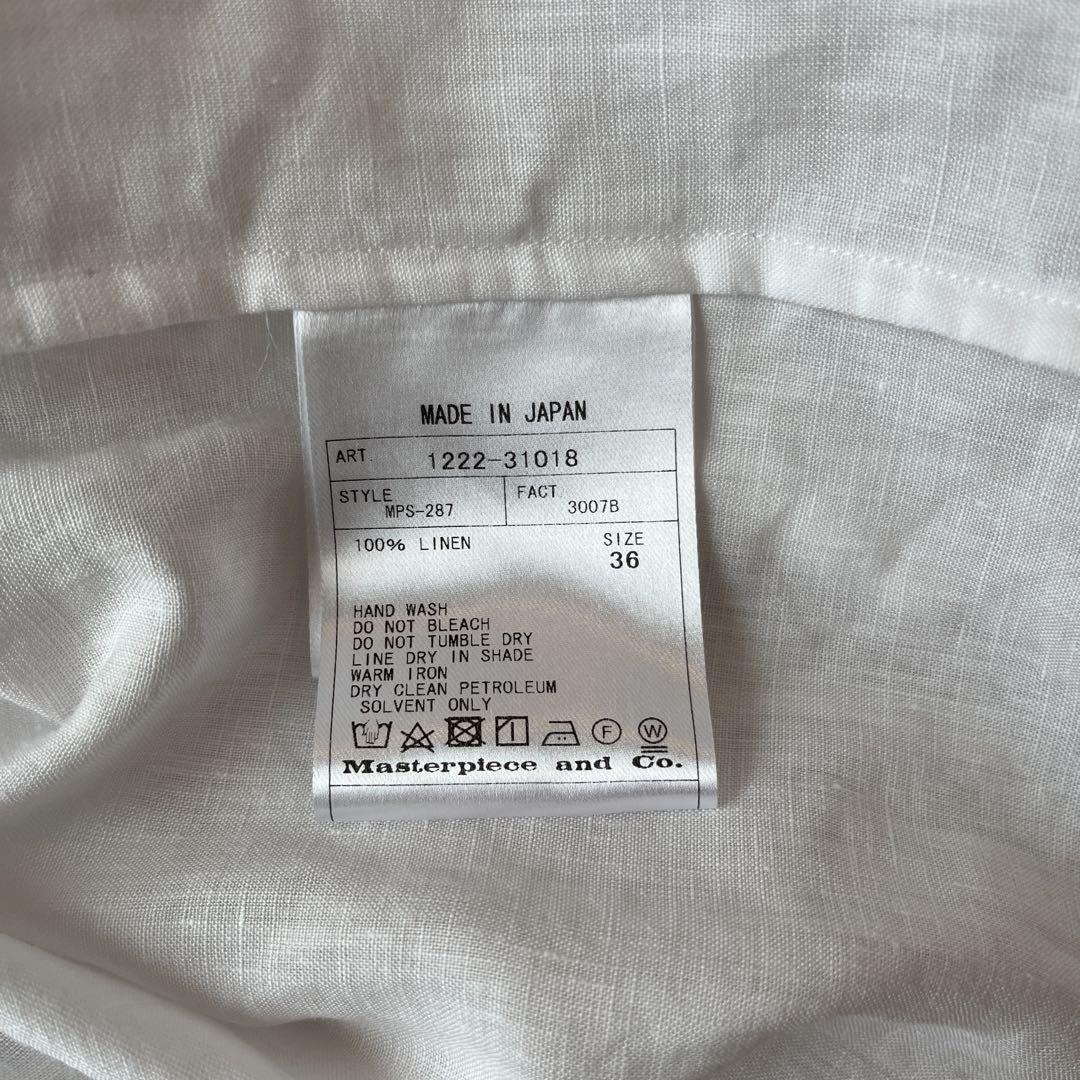 MADE IN JAPAN
ART. 1222-31018
STYLE MPS-287 FACT 3007B
100% LINEN SIZE 36
HAND WASH
DO NOT BLEACH
DO NOT TUMBLE DRY
LINE DRY IN SHADE
WARM IRON
DRY CLEAN PETROLEUM
SOLVENT ONLY
F W
Masterpiece and Co.